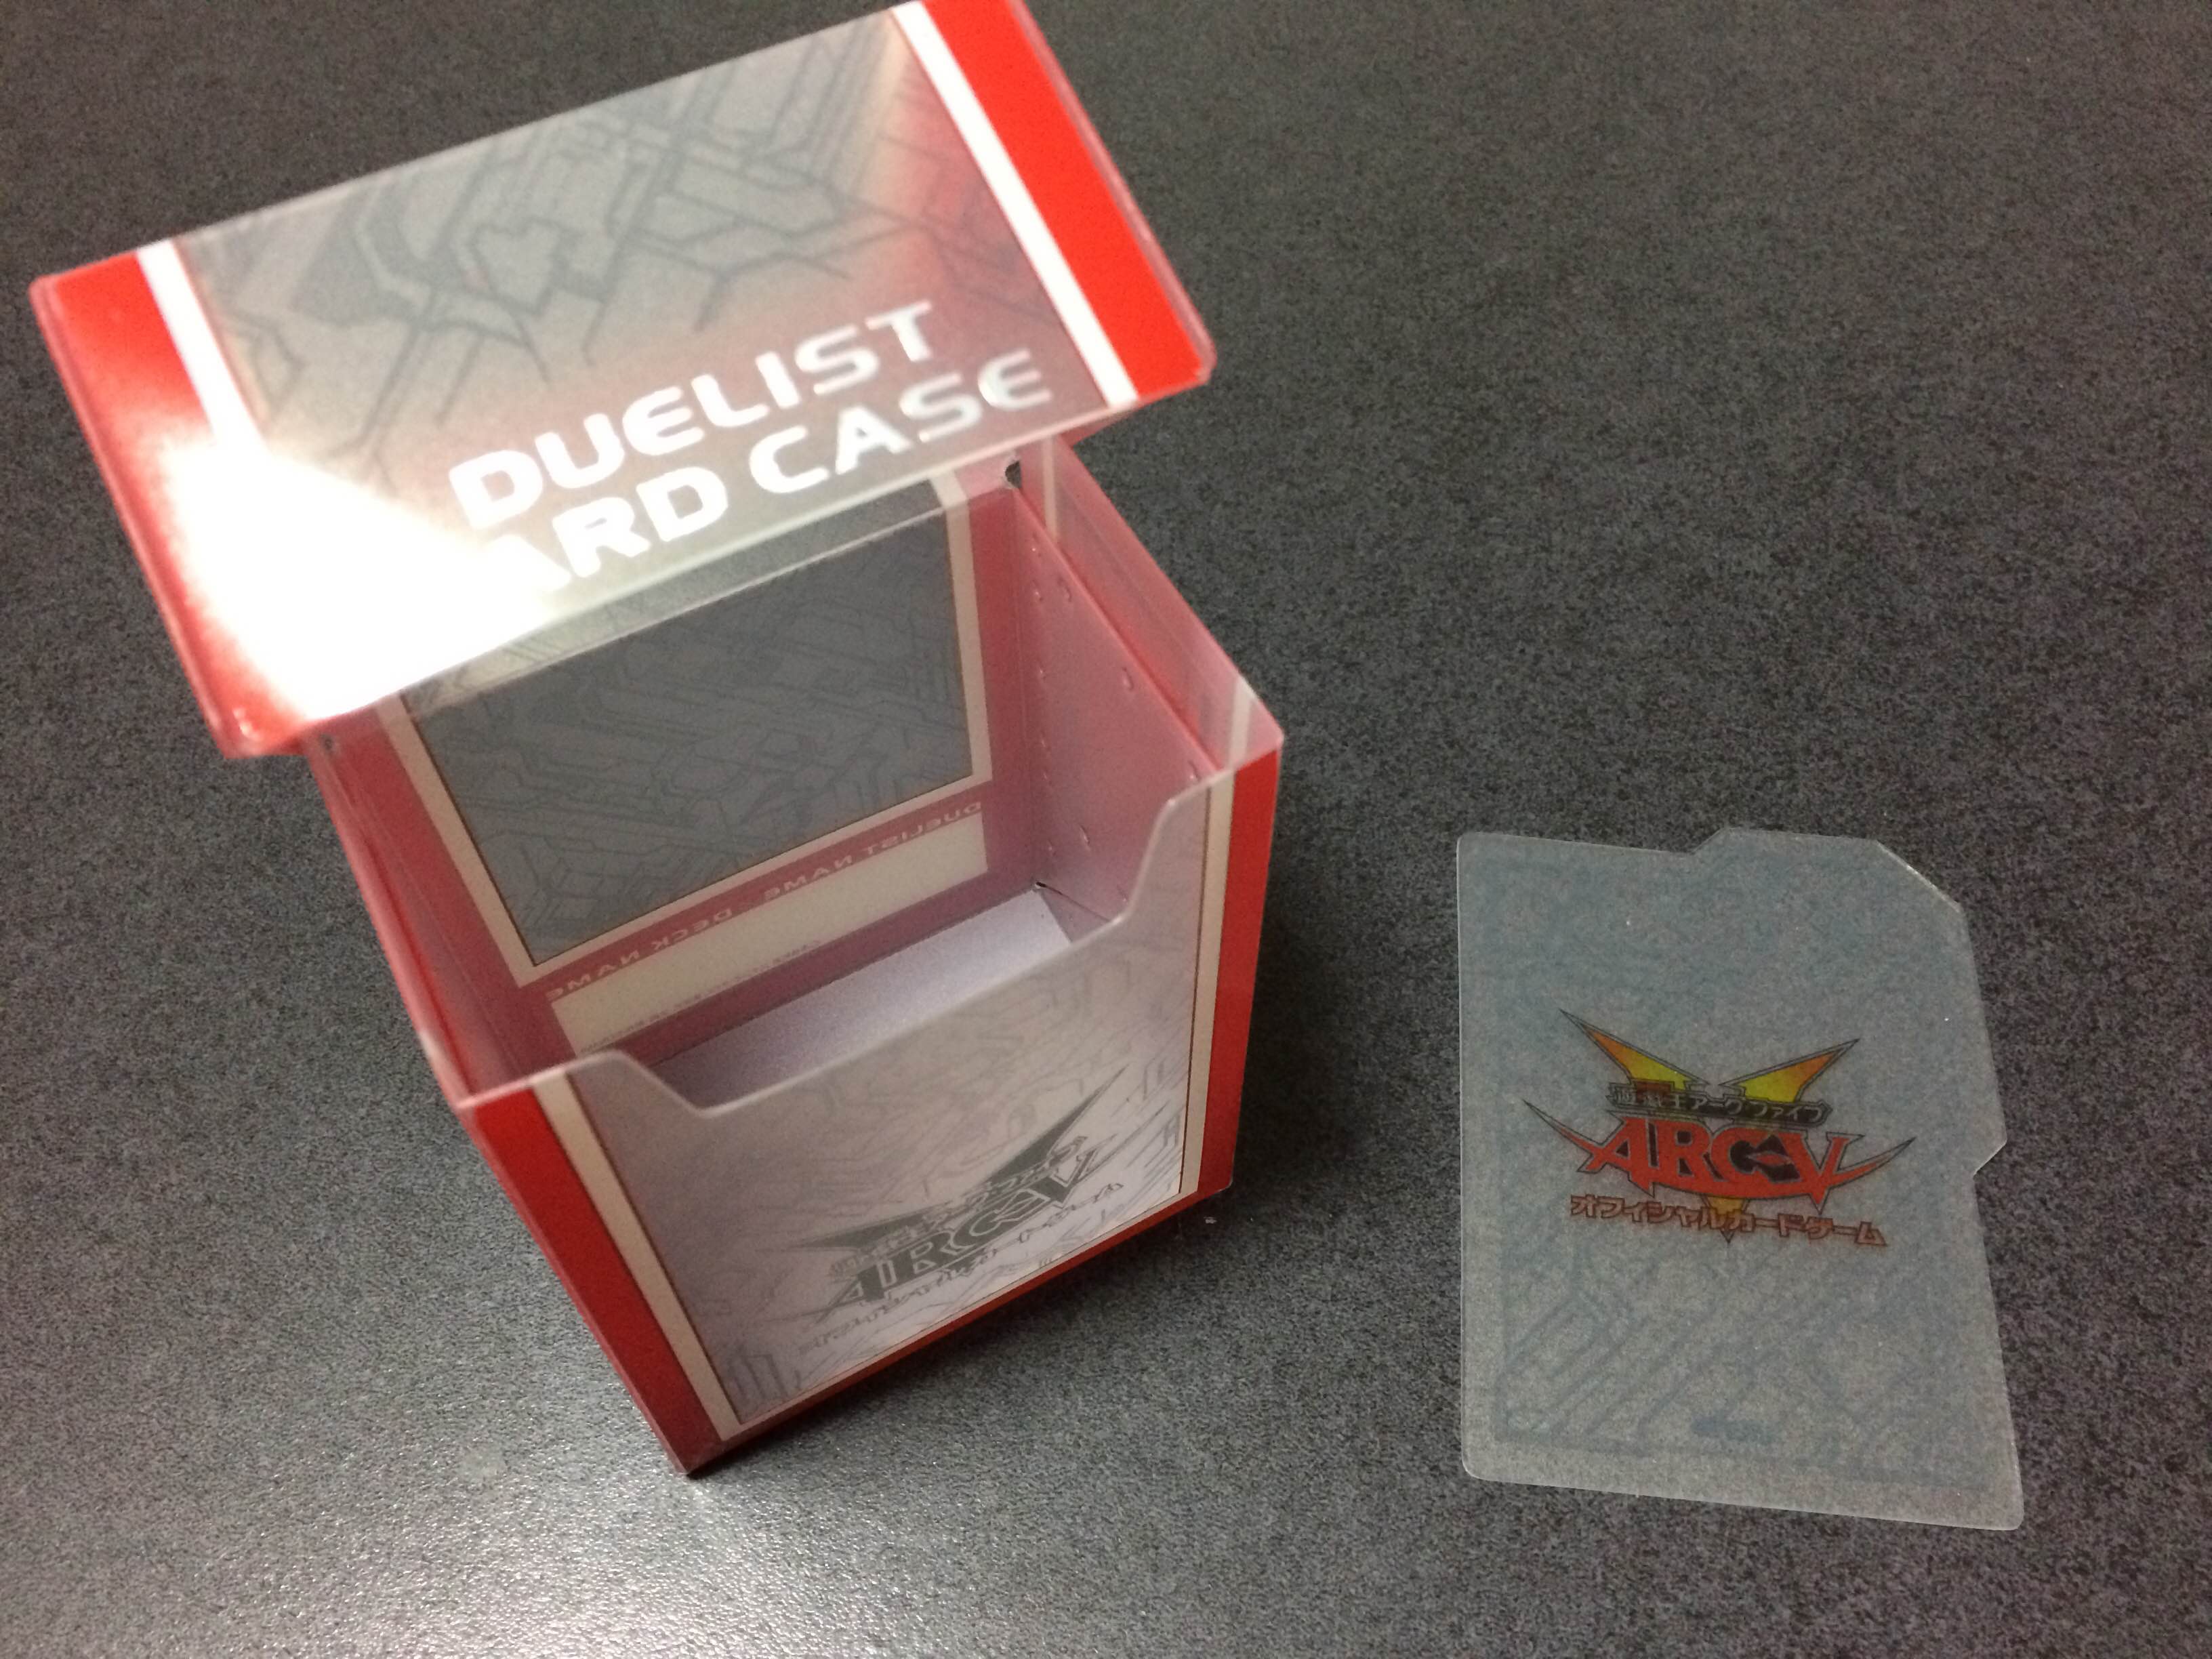 DUELIST
ARD CASE
DUELIST NAME · DECK NAME
ARC-V
遊戯王アーク・ファイブ
ARC-V
オフィシャルカードゲーム